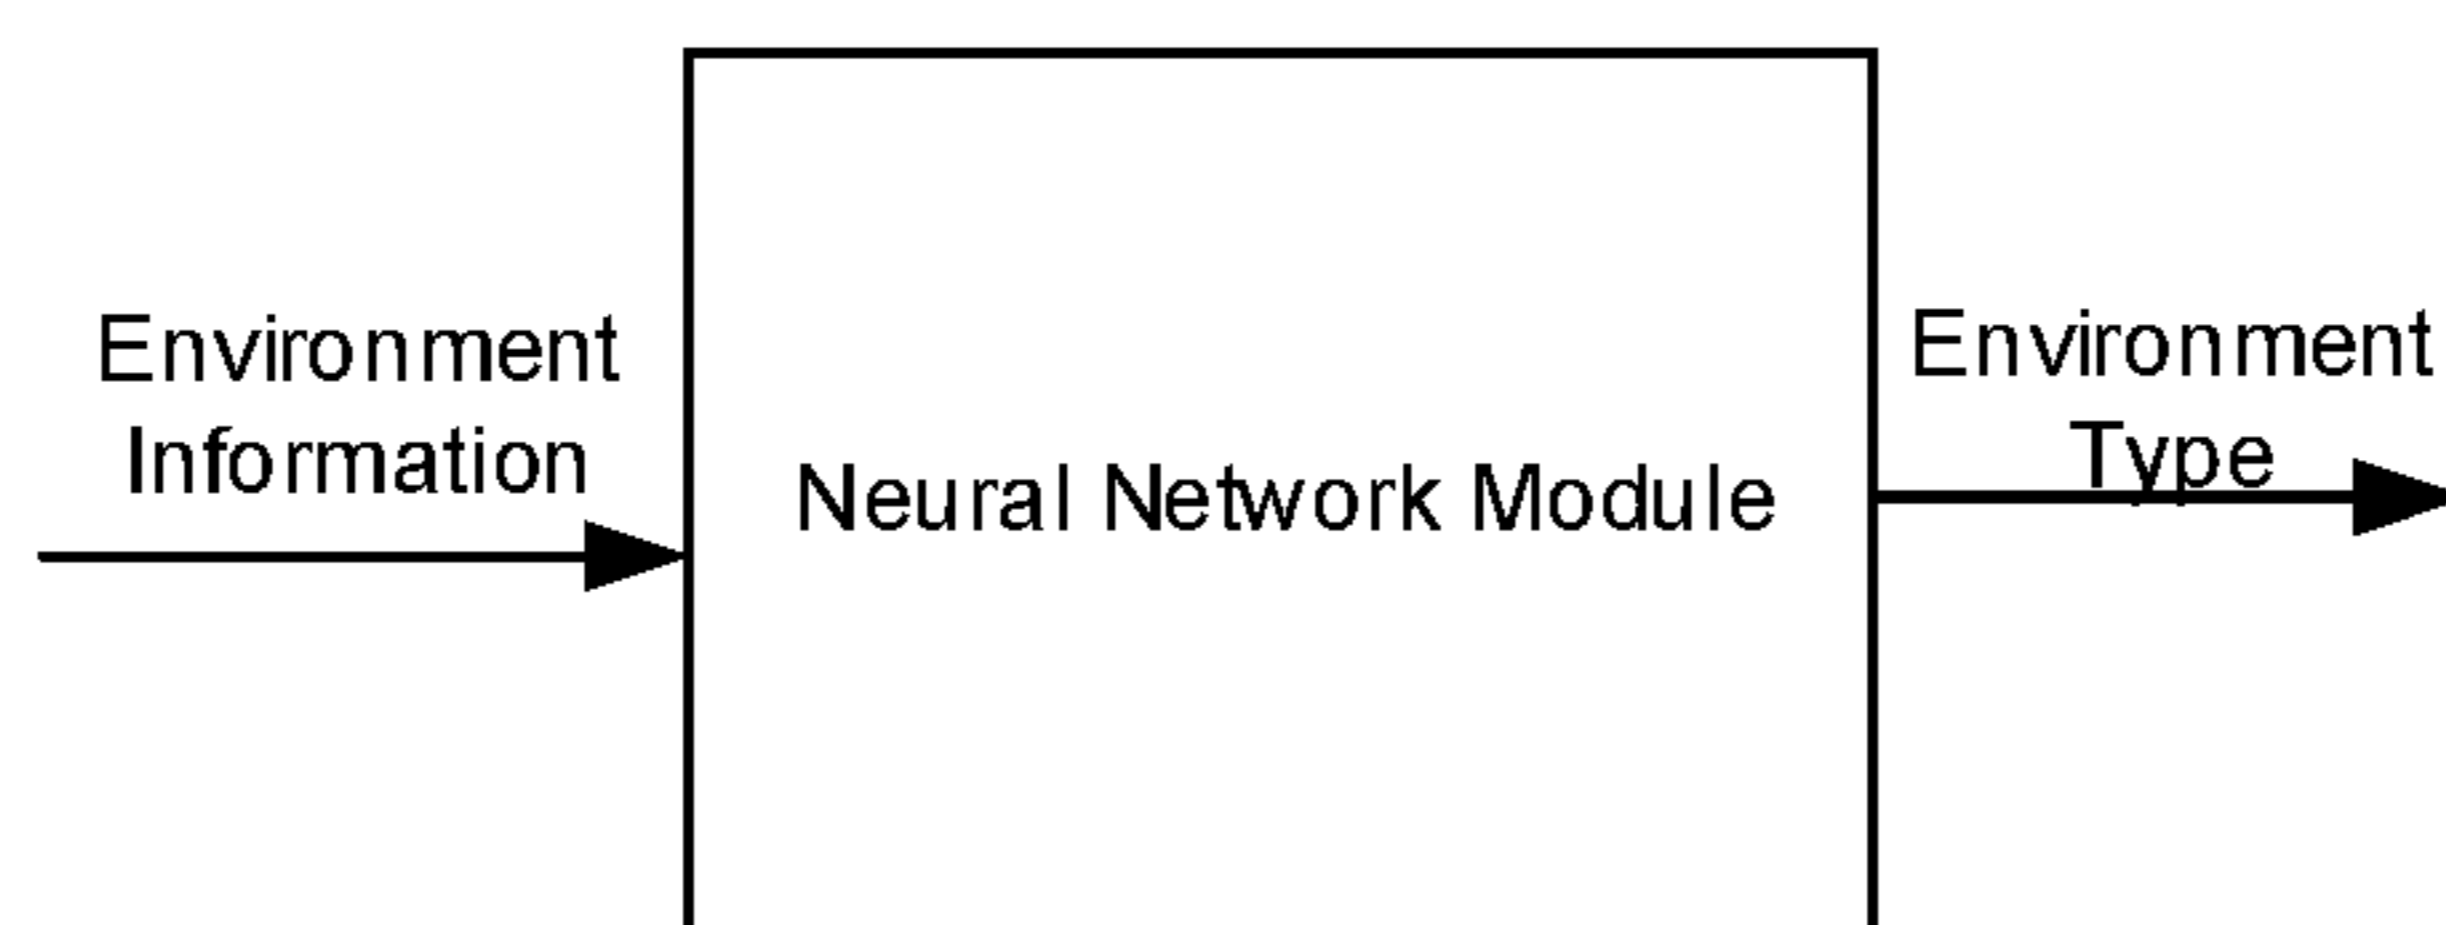 Environment
Information
Neural Network Module
Environment
Type